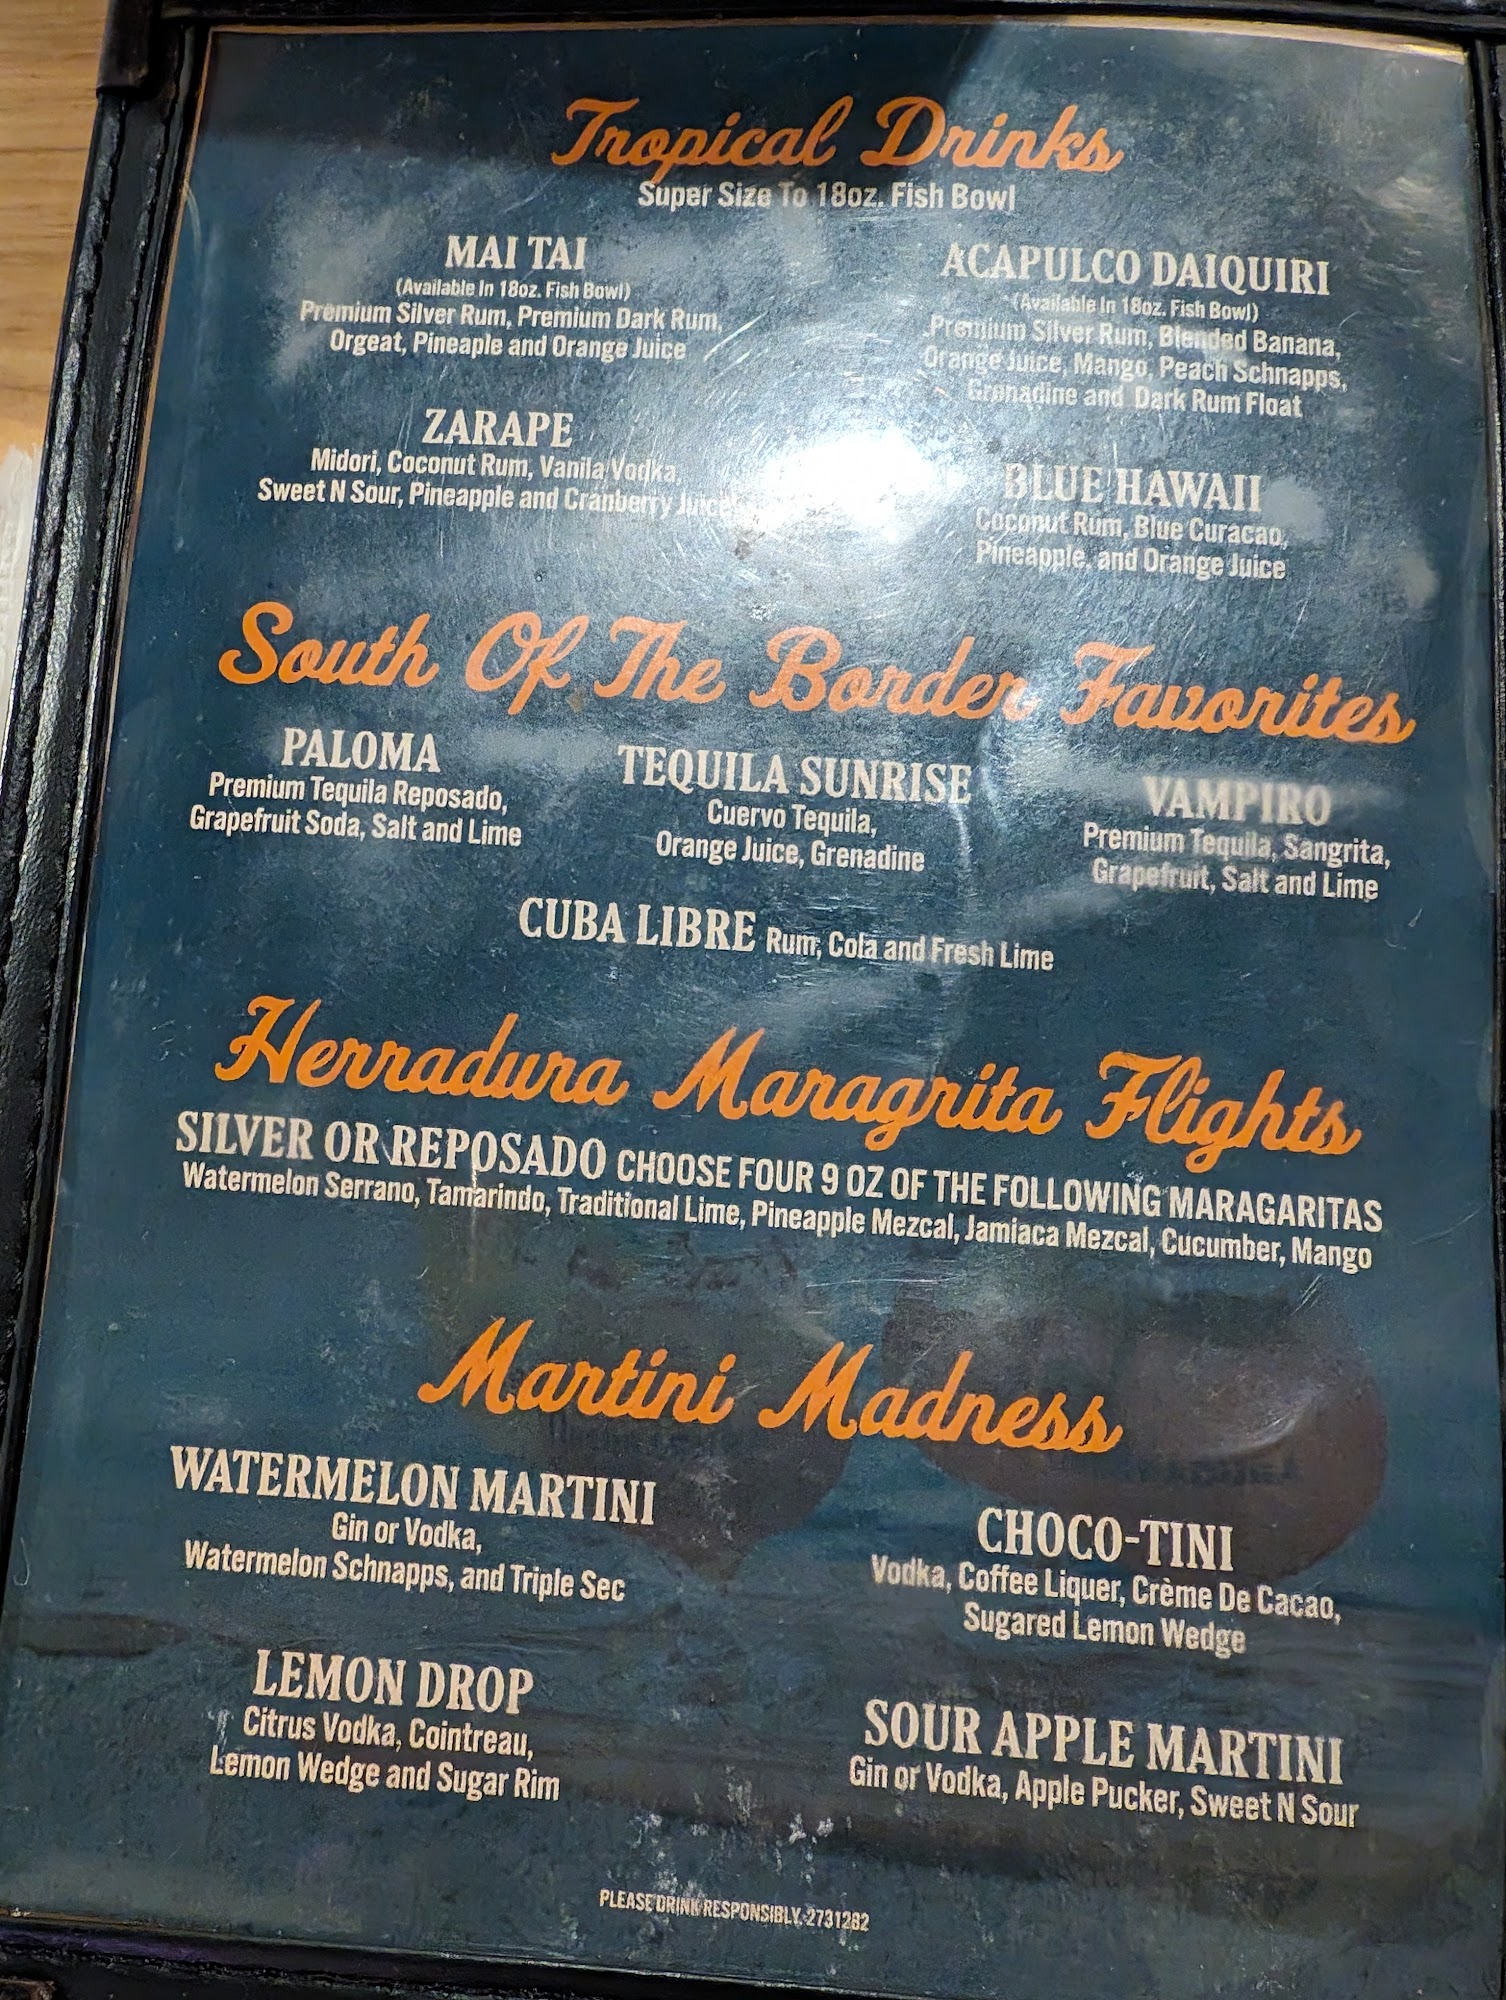 Tropical Drinks
Super Size To 18oz. Fish Bowl
MAI TAI
(Available In 18oz. Fish Bowl)
Premium Silver Rum, Premium Dark Rum,
Orgeat, Pineaple and Orange Juice
ACAPULCO DAIQUIRI
(Available In 18oz. Fish Bowl)
Premium Silver Rum, Blended Banana,
Orange Juice, Mango, Peach Schnapps,
Grenadine and Dark Rum Float
ZARAPE
Midori, Coconut Rum, Vanila Vodka,
Sweet N Sour, Pineapple and Cranberry Juice
BLUE HAWAII
Coconut Rum, Blue Curacao,
Pineapple, and Orange Juice
South Of The Border Favorites
PALOMA
Premium Tequila Reposado,
Grapefruit Soda, Salt and Lime
TEQUILA SUNRISE
Cuervo Tequila,
Orange Juice, Grenadine
VAMPIRO
Premium Tequila, Sangrita,
Grapefruit, Salt and Lime
CUBA LIBRE Rum, Cola and Fresh Lime
Herradura Maragrita Flights
SILVER OR REPOSADO CHOOSE FOUR 9 OZ OF THE FOLLOWING MARAGARITAS
Watermelon Serrano, Tamarindo, Traditional Lime, Pineapple Mezcal, Jamiaca Mezcal, Cucumber, Mango
Martini Madness
WATERMELON MARTINI
Gin or Vodka,
Watermelon Schnapps, and Triple Sec
CHOCO-TINI
Vodka, Coffee Liquer, Crème De Cacao,
Sugared Lemon Wedge
LEMON DROP
Citrus Vodka, Cointreau,
Lemon Wedge and Sugar Rim
SOUR APPLE MARTINI
Gin or Vodka, Apple Pucker, Sweet N Sour
PLEASE DRINK RESPONSIBLY. 2731282